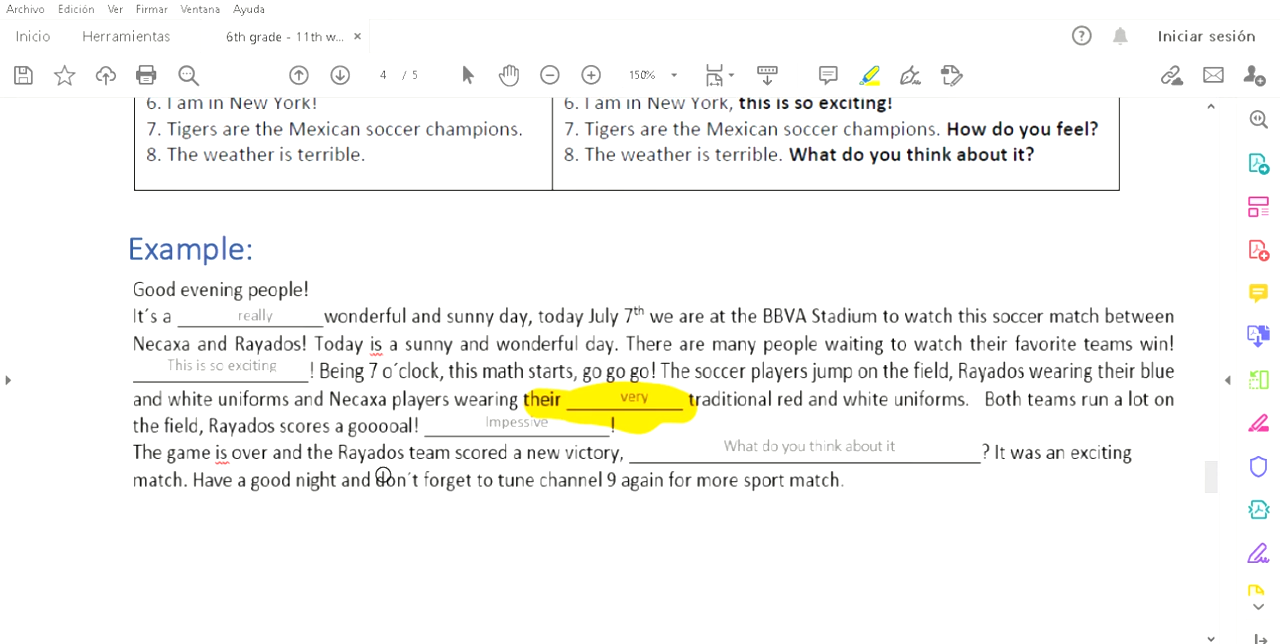 Archivo Edición Ver Firmar Ventana Ayuda
Inicio Herramientas 6th grade - 11th w... × Iniciar sesión
4 / 5 150%
6. I am in New York! 6. I am in New York, this is so exciting!
7. Tigers are the Mexican soccer champions. 7. Tigers are the Mexican soccer champions. How do you feel?
8. The weather is terrible. 8. The weather is terrible. What do you think about it?
Example:
Good evening people!
It´s a really wonderful and sunny day, today July 7th we are at the BBVA Stadium to watch this soccer match between
Necaxa and Rayados! Today is a sunny and wonderful day. There are many people waiting to watch their favorite teams win!
This is so exciting ! Being 7 o´clock, this math starts, go go go! The soccer players jump on the field, Rayados wearing their blue
and white uniforms and Necaxa players wearing their very traditional red and white uniforms. Both teams run a lot on
the field, Rayados scores a gooooal! Impessive !
The game is over and the Rayados team scored a new victory, What do you think about it ? It was an exciting
match. Have a good night and don´t forget to tune channel 9 again for more sport match.